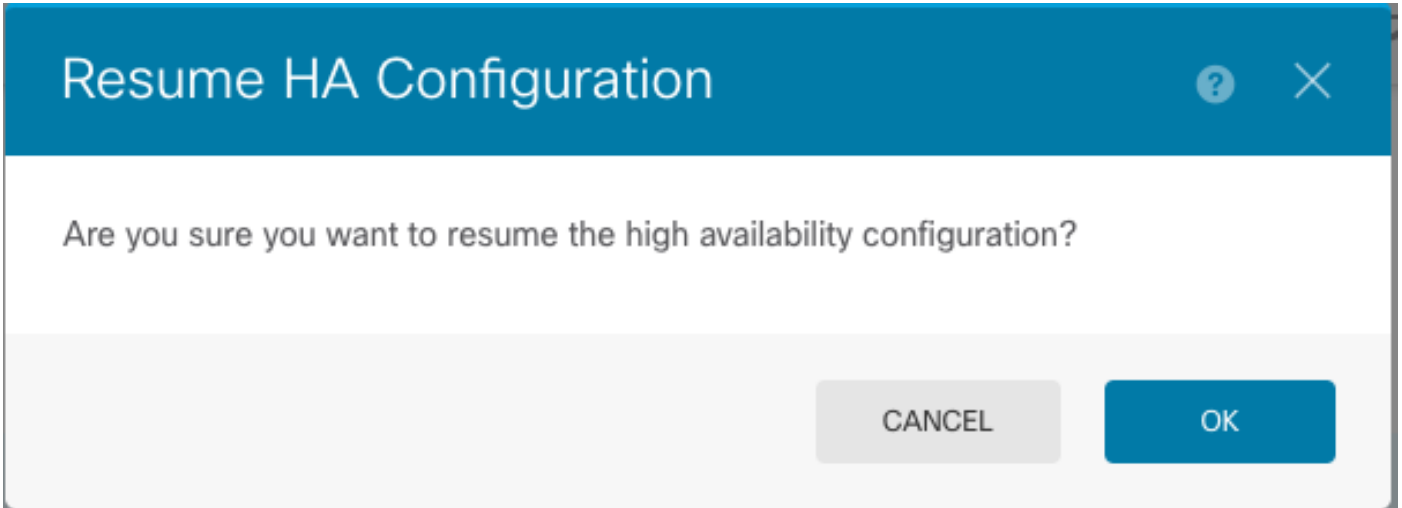 Resume HA Configuration
?
Are you sure you want to resume the high availability configuration?
CANCEL
OK